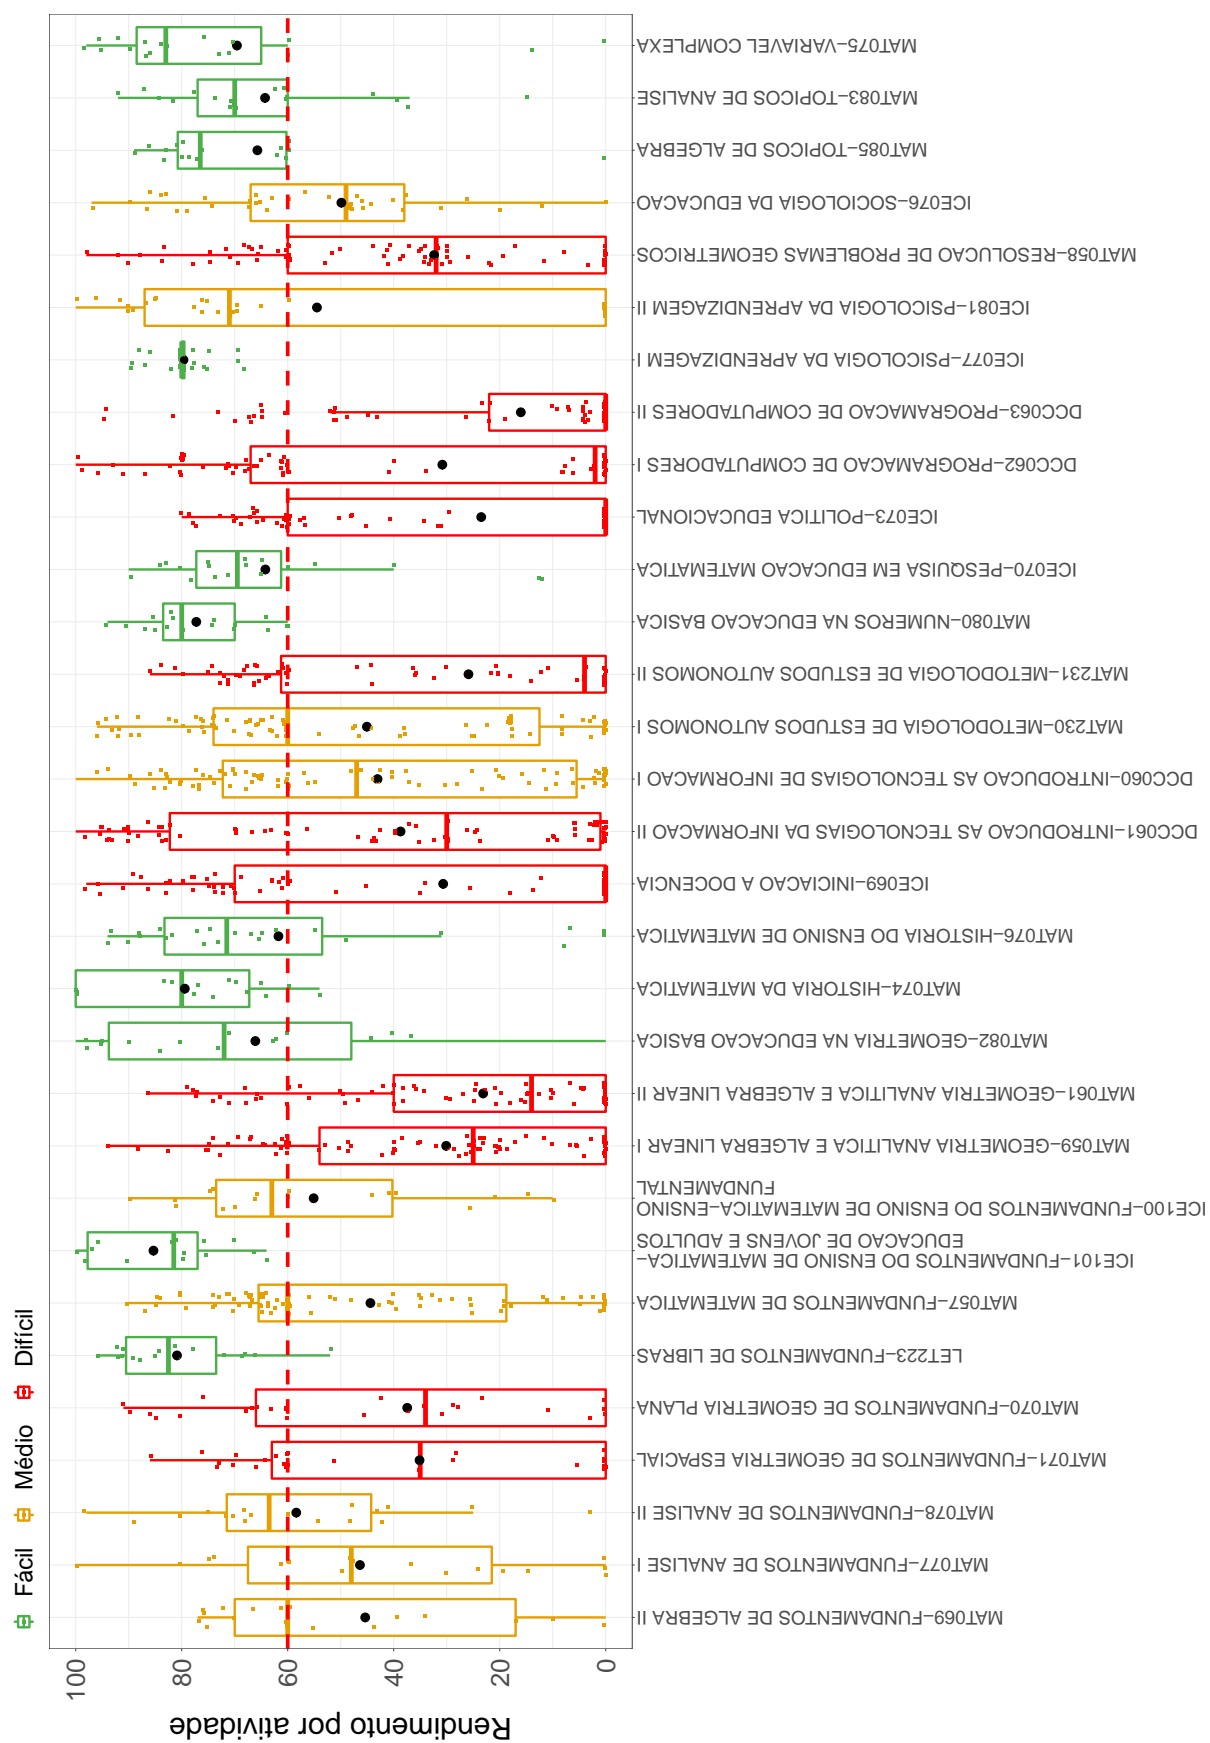 Fácil
Médio
Difícil
MAT075−VARIAVEL COMPLEXA
MAT083−TOPICOS DE ANALISE
MAT085−TOPICOS DE ALGEBRA
ICE076−SOCIOLOGIA DA EDUCACAO
MAT058−RESOLUCAO DE PROBLEMAS GEOMETRICOS
ICE081−PSICOLOGIA DA APRENDIZAGEM II
ICE077−PSICOLOGIA DA APRENDIZAGEM I
DCC063−PROGRAMACAO DE COMPUTADORES II
DCC062−PROGRAMACAO DE COMPUTADORES I
ICE073−POLITICA EDUCACIONAL
ICE070−PESQUISA EM EDUCACAO MATEMATICA
MAT080−NUMEROS NA EDUCACAO BASICA
MAT231−METODOLOGIA DE ESTUDOS AUTONOMOS II
MAT230−METODOLOGIA DE ESTUDOS AUTONOMOS I
DCC060−INTRODUCAO AS TECNOLOGIAS DE INFORMACAO I
DCC061−INTRODUCAO AS TECNOLOGIAS DA INFORMACAO II
ICE069−INICIACAO A DOCENCIA
MAT076−HISTORIA DO ENSINO DE MATEMATICA
MAT074−HISTORIA DA MATEMATICA
MAT082−GEOMETRIA NA EDUCACAO BASICA
MAT061−GEOMETRIA ANALITICA E ALGEBRA LINEAR II
MAT059−GEOMETRIA ANALITICA E ALGEBRA LINEAR I
ICE100−FUNDAMENTOS DO ENSINO DE MATEMATICA−ENSINO
FUNDAMENTAL
ICE101−FUNDAMENTOS DO ENSINO DE MATEMATICA−
EDUCACAO DE JOVENS E ADULTOS
MAT057−FUNDAMENTOS DE MATEMATICA
LET223−FUNDAMENTOS DE LIBRAS
MAT070−FUNDAMENTOS DE GEOMETRIA PLANA
MAT071−FUNDAMENTOS DE GEOMETRIA ESPACIAL
MAT078−FUNDAMENTOS DE ANALISE II
MAT077−FUNDAMENTOS DE ANALISE I
MAT069−FUNDAMENTOS DE ALGEBRA II
100
80
60
40
20
0
Rendimento por atividade